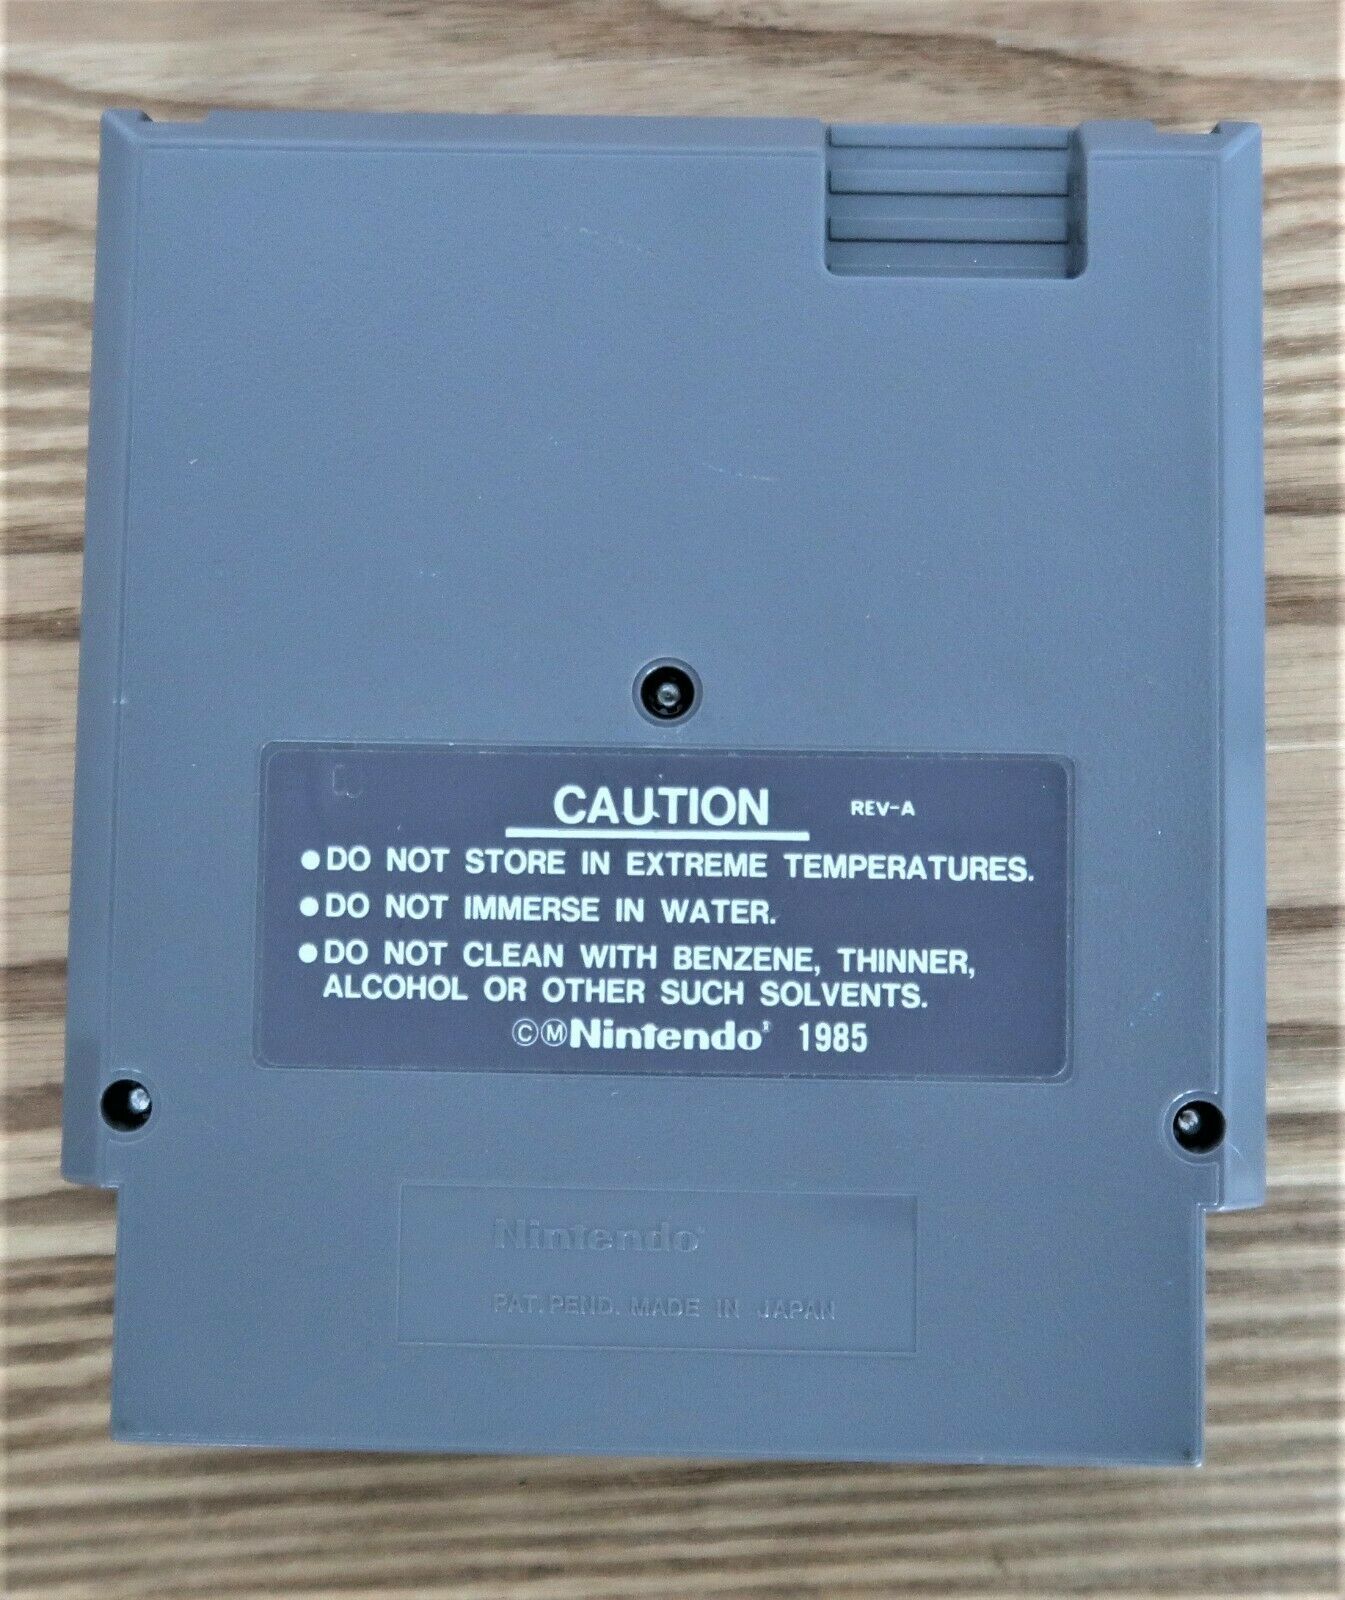 CAUTION REV-A
●DO NOT STORE IN EXTREME TEMPERATURES.
●DO NOT IMMERSE IN WATER.
●DO NOT CLEAN WITH BENZENE, THINNER,
ALCOHOL OR OTHER SUCH SOLVENTS.
©ⓂNintendo® 1985
Nintendo®
PAT. PEND. MADE IN JAPAN